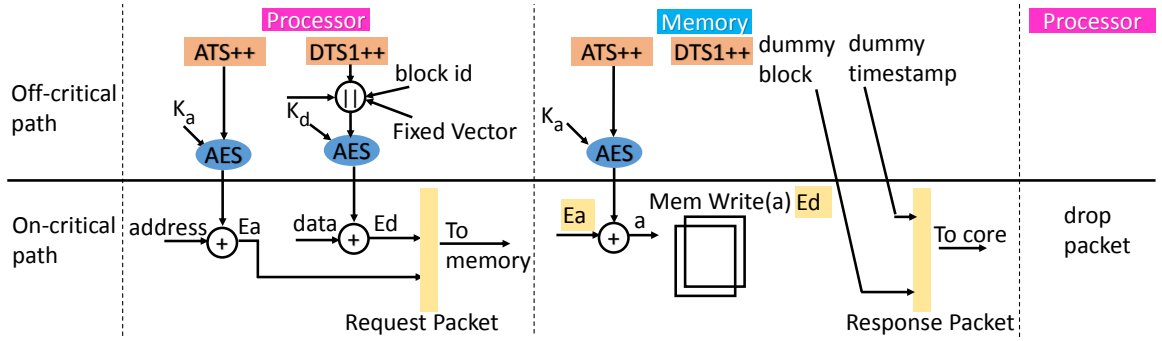 Processor
Memory
Processor
ATS++
DTS1++
ATS++
DTS1++
dummy
block
dummy
timestamp
block id
Off-critical
path
||
Ka
Kd
Fixed Vector
Ka
AES
AES
AES
On-critical
path
address
+
Ea
data
+
Ed
To
memory
Request Packet
Ea
+
a
Mem Write(a) Ed
To core
Response Packet
drop
packet